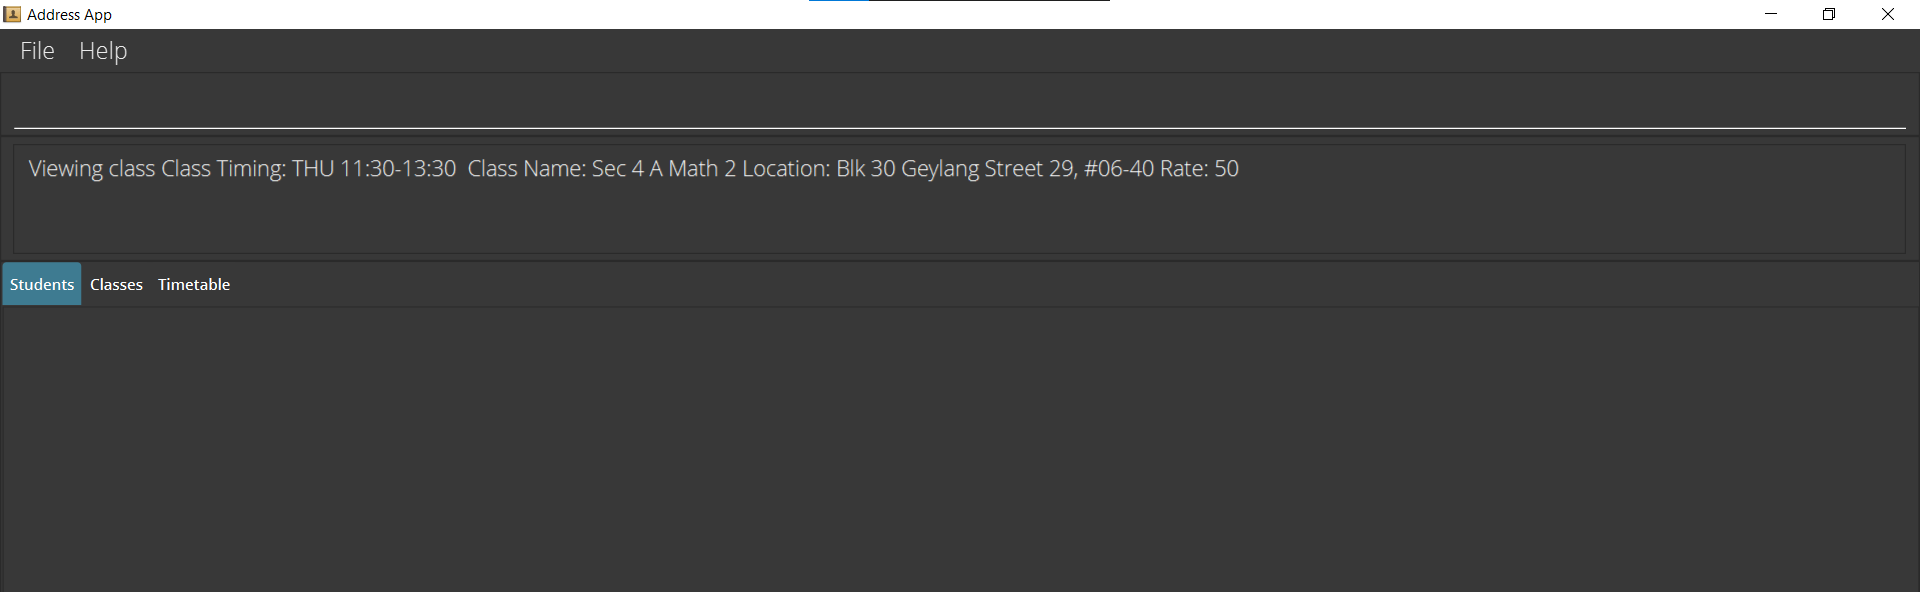 Address App
File Help
Viewing class Class Timing: THU 11:30-13:30  Class Name: Sec 4 A Math 2 Location: Blk 30 Geylang Street 29, #06-40 Rate: 50
Students Classes Timetable